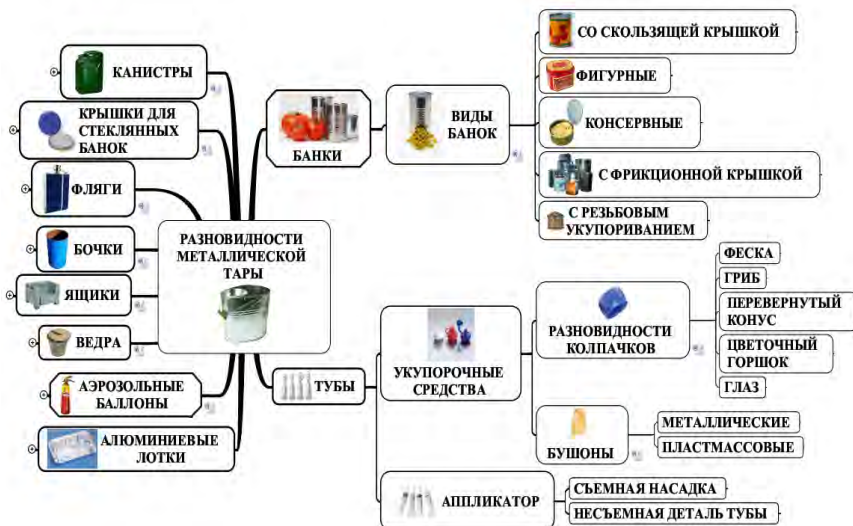 КАНИСТРЫ
КРЫШКИ ДЛЯ
СТЕКЛЯННЫХ
БАНОК
ФЛЯГИ
БОЧКИ
ЯЩИКИ
ВЕДРА
АЭРОЗОЛЬНЫЕ
БАЛЛОНЫ
АЛЮМИНИЕВЫЕ
ЛОТКИ
РАЗНОВИДНОСТИ
МЕТАЛЛИЧЕСКОЙ
ТАРЫ
БАНКИ
ВИДЫ
БАНОК
СО СКОЛЬЗЯЩЕЙ КРЫШКОЙ
ФИГУРНЫЕ
КОНСЕРВНЫЕ
С ФРИКЦИОННОЙ КРЫШКОЙ
С РЕЗЬБОВЫМ
УКУПОРИВАНИЕМ
ТУБЫ
УКУПОРОЧНЫЕ
СРЕДСТВА
РАЗНОВИДНОСТИ
КОЛПАЧКОВ
ФЕСКА
ГРИБ
ПЕРЕВЕРНУТЫЙ
КОНУС
ЦВЕТОЧНЫЙ
ГОРШОК
ГЛАЗ
БУШОНЫ
МЕТАЛЛИЧЕСКИЕ
ПЛАСТМАССОВЫЕ
АППЛИКАТОР
СЪЕМНАЯ НАСАДКА
НЕСЪЕМНАЯ ДЕТАЛЬ ТУБЫ